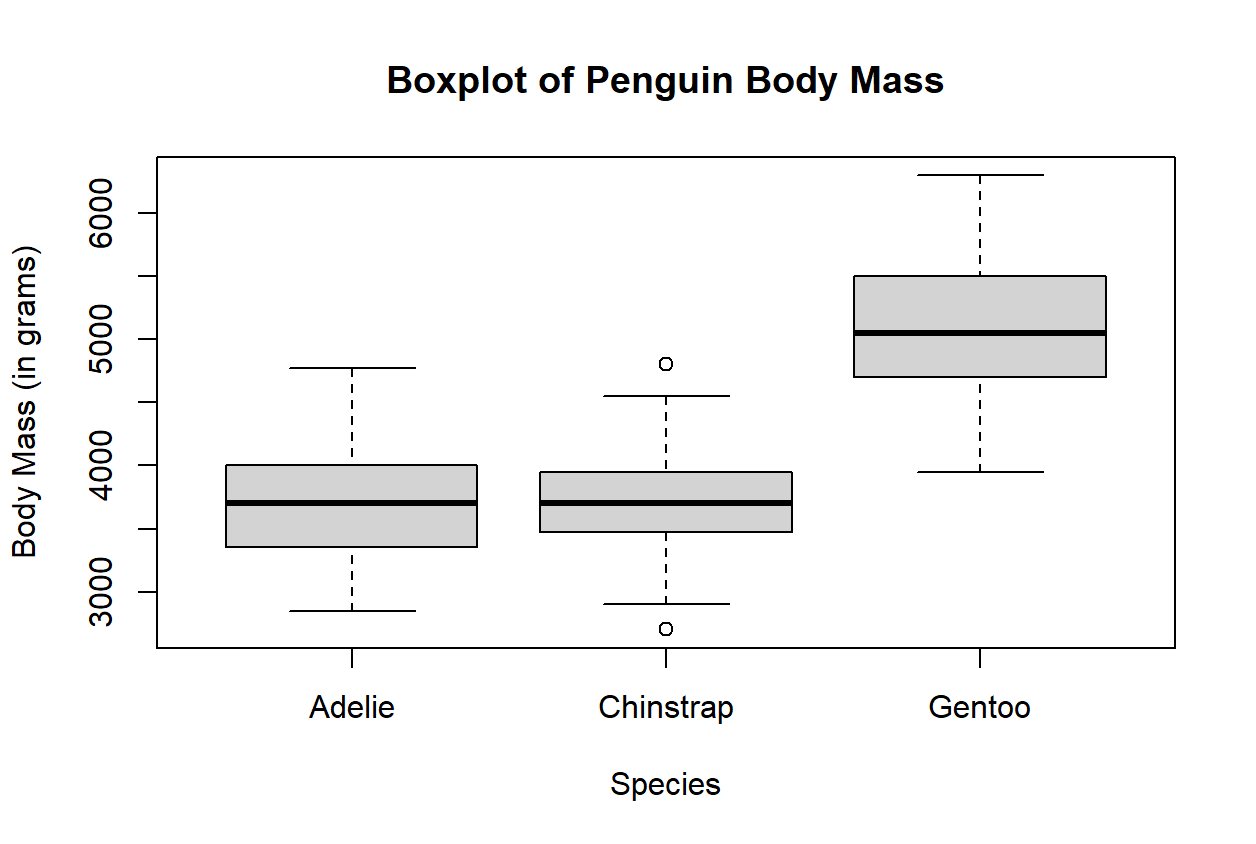 Boxplot of Penguin Body Mass
Body Mass (in grams)
6000
5000
4000
3000
Adelie
Chinstrap
Gentoo
Species